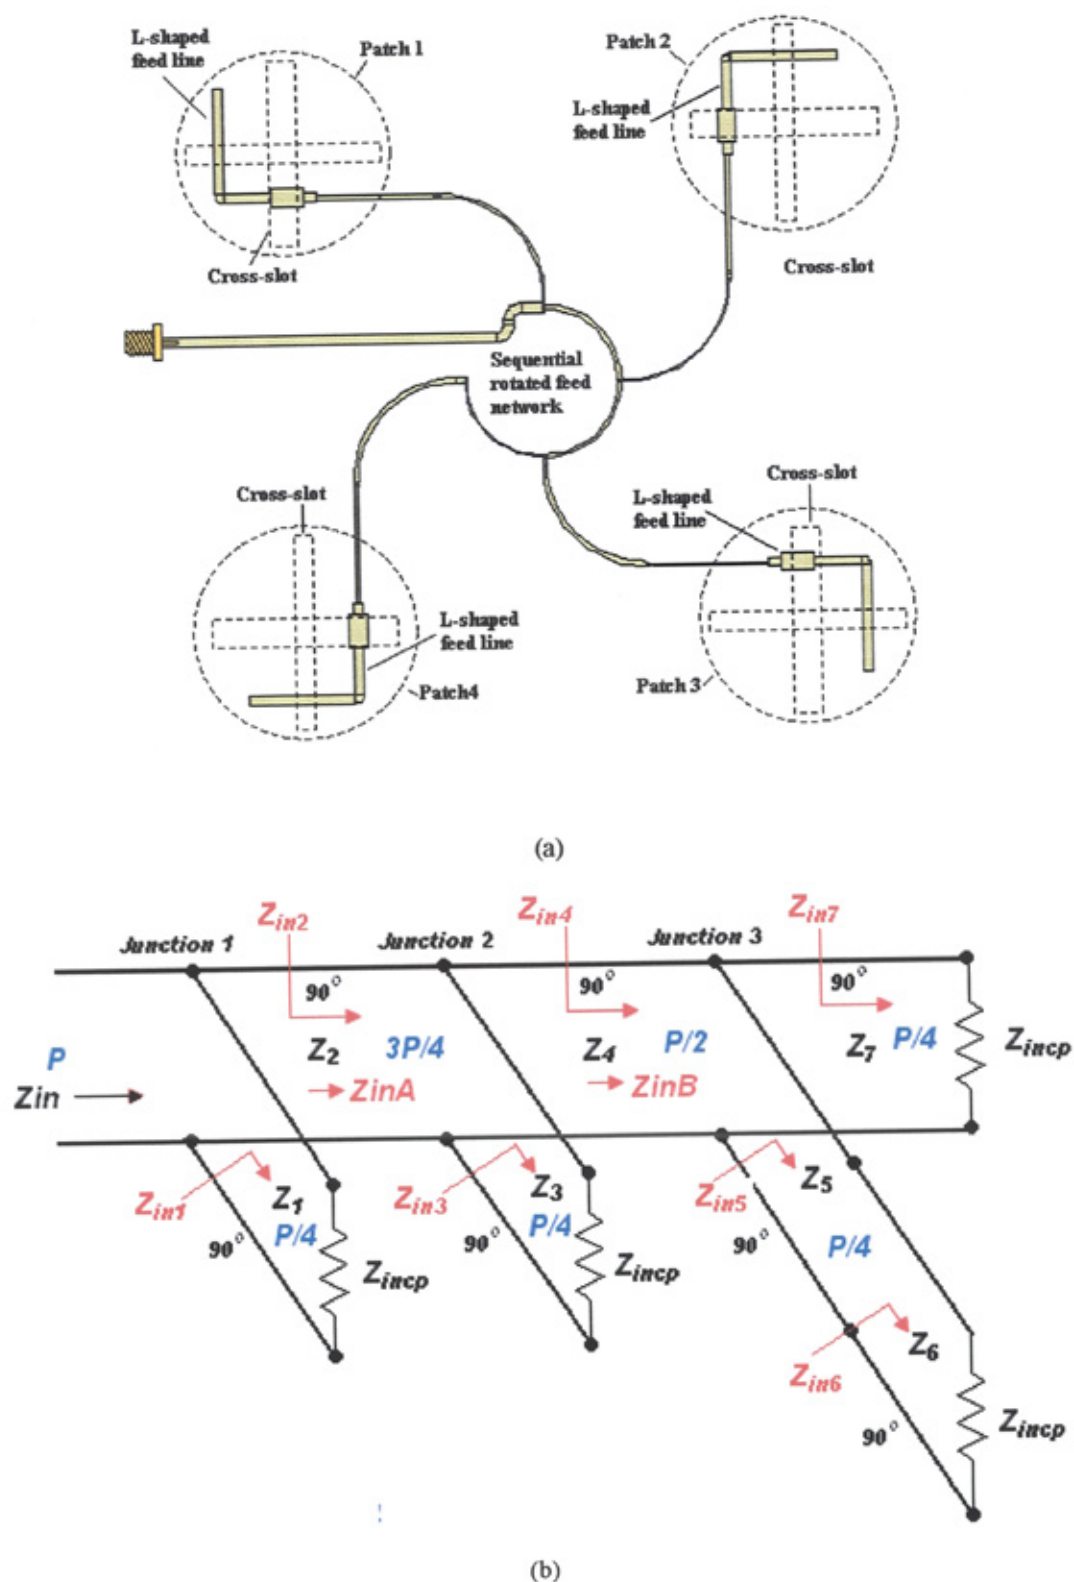 L-shaped
feed line
Patch 1
Patch 2
L-shaped
feed line
Cross-slot
Cross-slot
Sequential
rotated feed
network
Cross-slot
L-shaped
feed line
Cross-slot
L-shaped
feed line
Patch4
Patch 3
(a)
Zin2
Zin4
Zin7
Junction 1
Junction 2
Junction 3
90°
90°
90°
P
Z2
3P/4
Z4
P/2
Z7
P/4
Zincp
Zin
ZinA
ZinB
Zin1
Z1
Zin3
Z3
Zin5
Z5
P/4
P/4
90°
90°
90°
P/4
Zincp
Zincp
Z6
Zin6
90°
Zincp
(b)